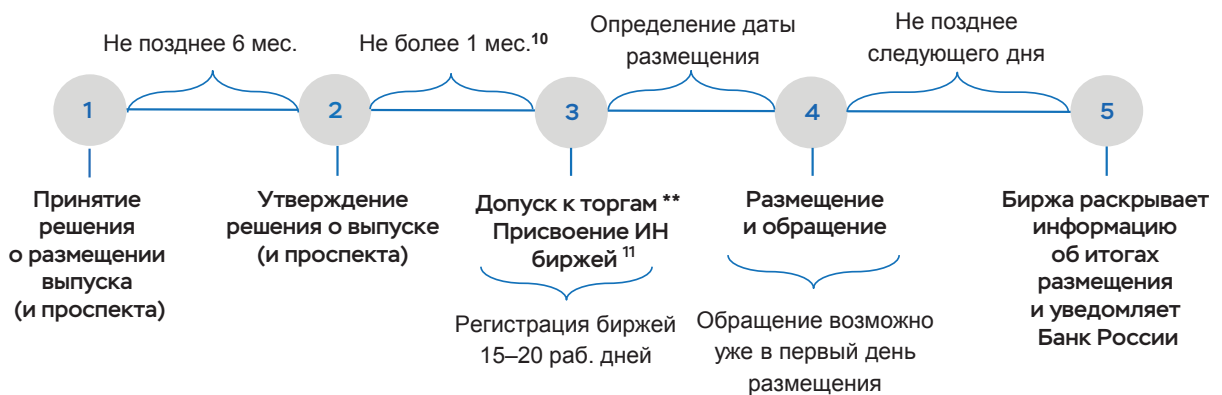 Не позднее 6 мес.
Не более 1 мес.10
Определение даты
размещения
Не позднее
следующего дня
1
2
3
4
5
Принятие
решения
о размещении
выпуска
(и проспекта)
Утверждение
решения о выпуске
(и проспекта)
Допуск к торгам **
Присвоение ИН
биржей 11
Регистрация биржей
15–20 раб. дней
Размещение
и обращение
Обращение возможно
уже в первый день
размещения
Биржа раскрывает
информацию
об итогах
размещения
и уведомляет
Банк России